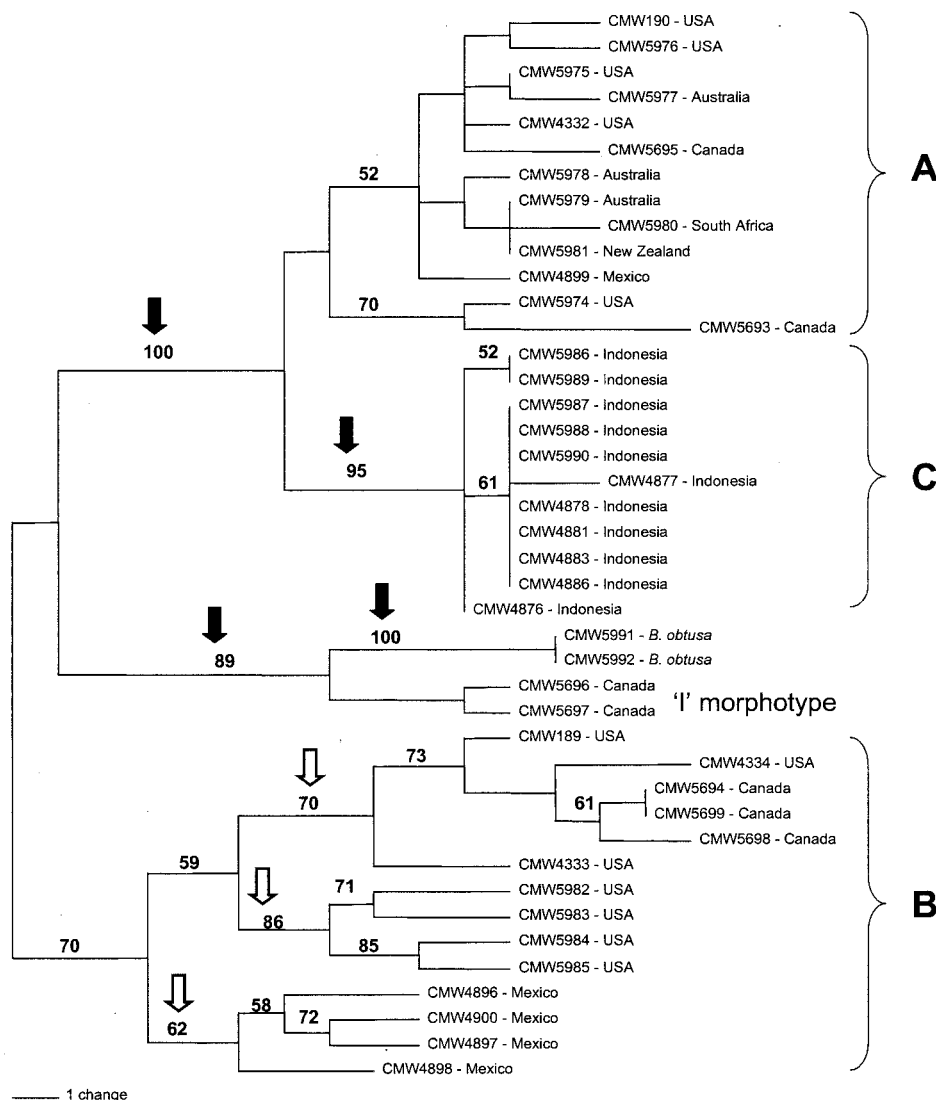 CMW190 - USA
CMW5976 - USA
CMW5975 - USA
CMW5977 - Australia
CMW4332 - USA
CMW5695 - Canada
52
CMW5978 - Australia
A
CMW5979 - Australia
CMW5980 - South Africa
CMW5981 - New Zealand
CMW4899 - Mexico
70
CMW5974 - USA
CMW5693 - Canada
100
52
CMW5986 - Indonesia
CMW5989 - Indonesia
CMW5987 - Indonesia
CMW5988 - Indonesia
CMW5990 - Indonesia
95
61
CMW4877 - Indonesia
C
CMW4878 - Indonesia
CMW4881 - Indonesia
CMW4883 - Indonesia
CMW4886 - Indonesia
CMW4876 - Indonesia
100
CMW5991 - B. obtusa
CMW5992 - B. obtusa
89
CMW5696 - Canada
'I' morphotype
CMW5697 - Canada
CMW189 - USA
73
CMW4334 - USA
70
CMW5694 - Canada
61
CMW5699 - Canada
CMW5698 - Canada
59
CMW4333 - USA
71
CMW5982 - USA
B
86
CMW5983 - USA
85
CMW5984 - USA
70
CMW5985 - USA
CMW4896 - Mexico
58
72
CMW4900 - Mexico
62
CMW4897 - Mexico
CMW4898 - Mexico
1 change